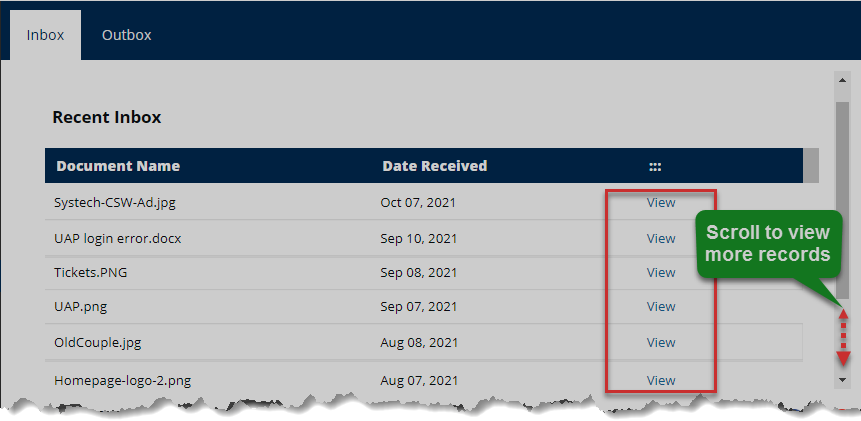 Inbox Outbox
Recent Inbox
Document Name Date Received :::
Systech-CSW-Ad.jpg Oct 07, 2021 View
UAP login error.docx Sep 10, 2021 View
Tickets.PNG Sep 08, 2021 View
UAP.png Sep 07, 2021 View
OldCouple.jpg Aug 08, 2021 View
Homepage-logo-2.png Aug 07, 2021 View
Scroll to view
more records